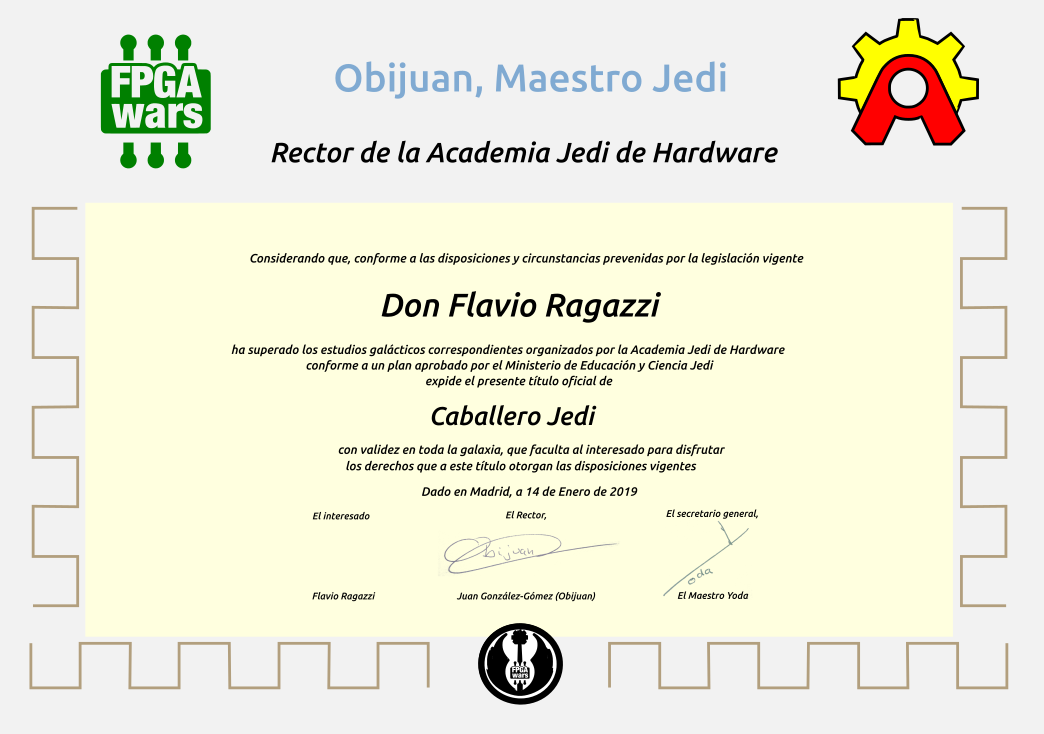 FPGA
wars
Obijuan, Maestro Jedi
Rector de la Academia Jedi de Hardware
Considerando que, conforme a las disposiciones y circunstancias prevenidas por la legislación vigente
Don Flavio Ragazzi
ha superado los estudios galácticos correspondientes organizados por la Academia Jedi de Hardware
conforme a un plan aprobado por el Ministerio de Educación y Ciencia Jedi
expide el presente título oficial de
Caballero Jedi
con validez en toda la galaxia, que faculta al interesado para disfrutar
los derechos que a este título otorgan las disposiciones vigentes
Dado en Madrid, a 14 de Enero de 2019
El interesado
El Rector,
El secretario general,
Obijuan
Yoda
Flavio Ragazzi
Juan González-Gómez (Obijuan)
El Maestro Yoda
FPGA
wars